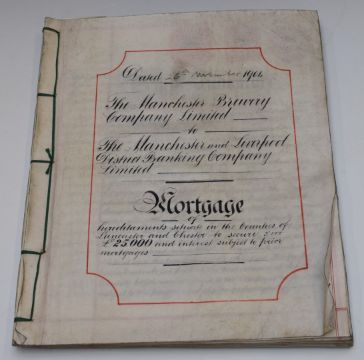 Dated 26th November 1904
The Manchester Brewery
Company Limited
to
The Manchester and Liverpool
District Banking Company
Limited
Mortgage
of
hereditaments situate in the Counties of
Lancaster and Chester to secure
£25000 and interest subject to prior
mortgages.